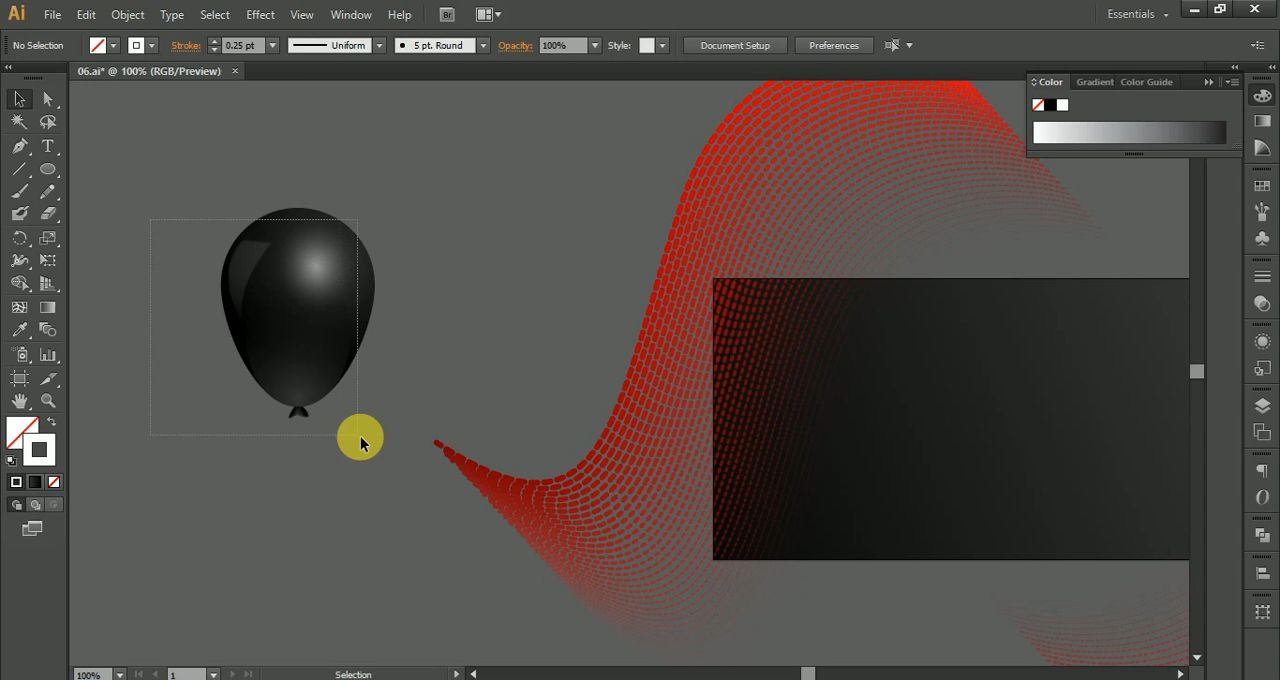 Ai File Edit Object Type Select Effect View Window Help Br Essentials
No Selection Stroke: 0.25 pt Uniform 5 pt. Round Opacity: 100% Style: Document Setup Preferences
06.ai* @ 100% (RGB/Preview) ×
Color Gradient Color Guide
100% 1 Selection